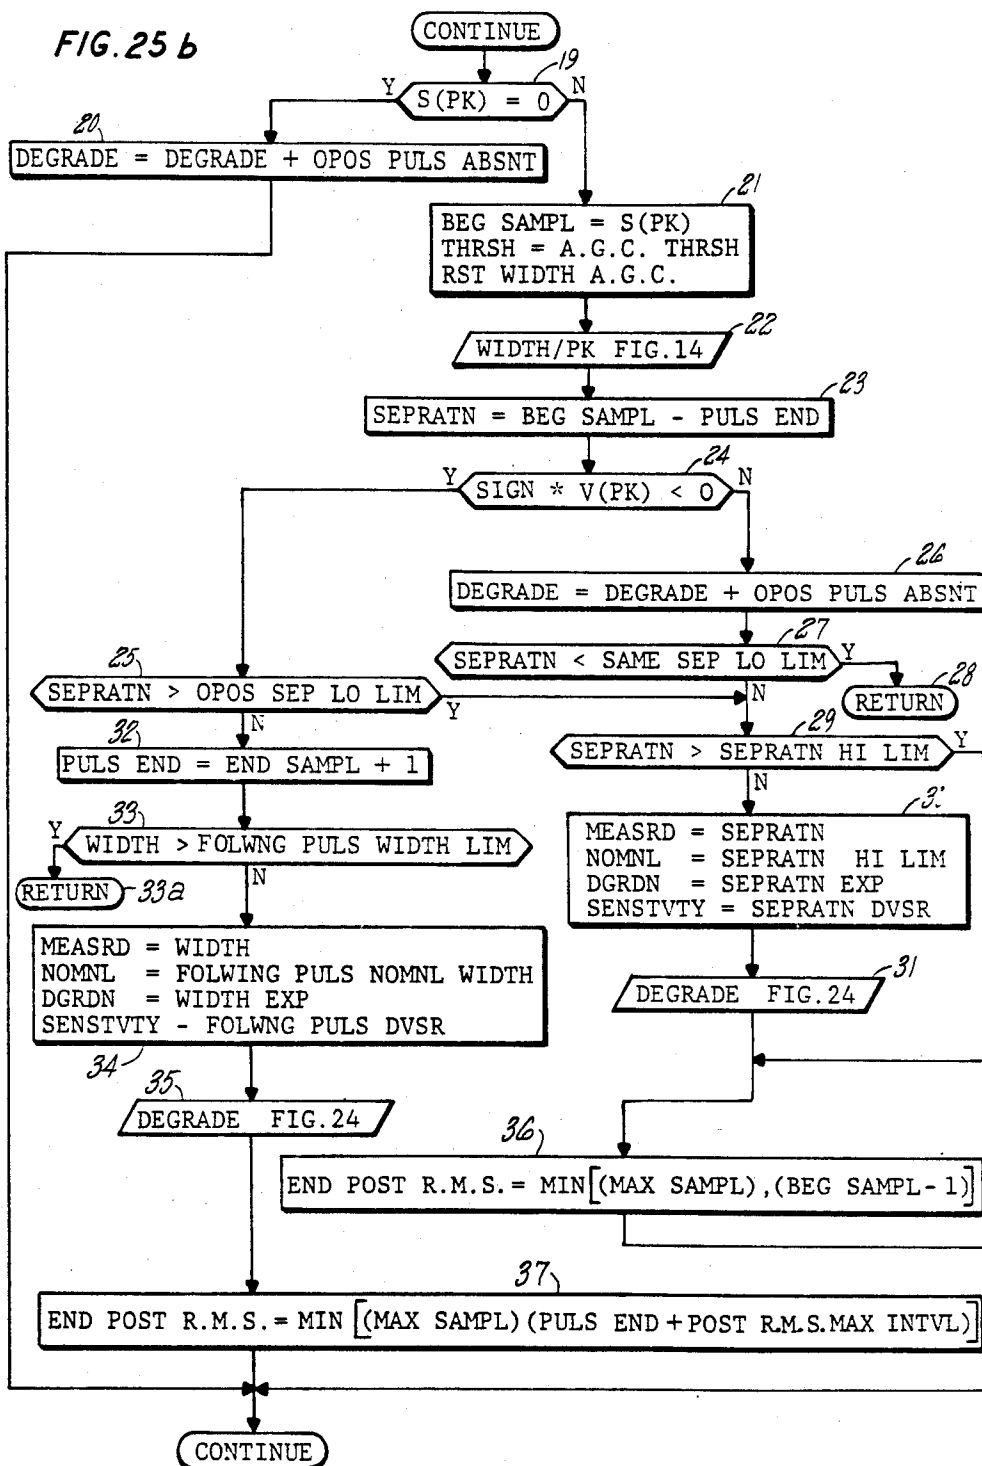 FIG. 25 b
CONTINUE
19
Y
S(PK) = 0
N
20
DEGRADE = DEGRADE + OPOS PULS ABSNT
21
BEG SAMPL = S(PK)
THRSH = A.G.C. THRSH
RST WIDTH A.G.C.
22
WIDTH/PK FIG.14
23
SEPRATN = BEG SAMPL - PULS END
24
Y
SIGN * V(PK) < 0
N
26
DEGRADE = DEGRADE + OPOS PULS ABSNT
27
SEPRATN < SAME SEP LO LIM
Y
N
28
RETURN
25
SEPRATN > OPOS SEP LO LIM
Y
N
29
SEPRATN > SEPRATN HI LIM
Y
N
32
PULS END = END SAMPL + 1
33
Y
WIDTH > FOLWNG PULS WIDTH LIM
N
RETURN
33a
MEASRD = SEPRATN
NOMNL = SEPRATN HI LIM
DGRDN = SEPRATN EXP
SENSTVTY = SEPRATN DVSR
MEASRD = WIDTH
NOMNL = FOLWING PULS NOMNL WIDTH
DGRDN = WIDTH EXP
SENSTVTY - FOLWNG PULS DVSR
34
31
DEGRADE FIG.24
35
DEGRADE FIG.24
36
END POST R.M.S. = MIN[(MAX SAMPL),(BEG SAMPL-1)]
37
END POST R.M.S. = MIN [(MAX SAMPL)(PULS END+POST R.M.S.MAX INTVL)]
CONTINUE